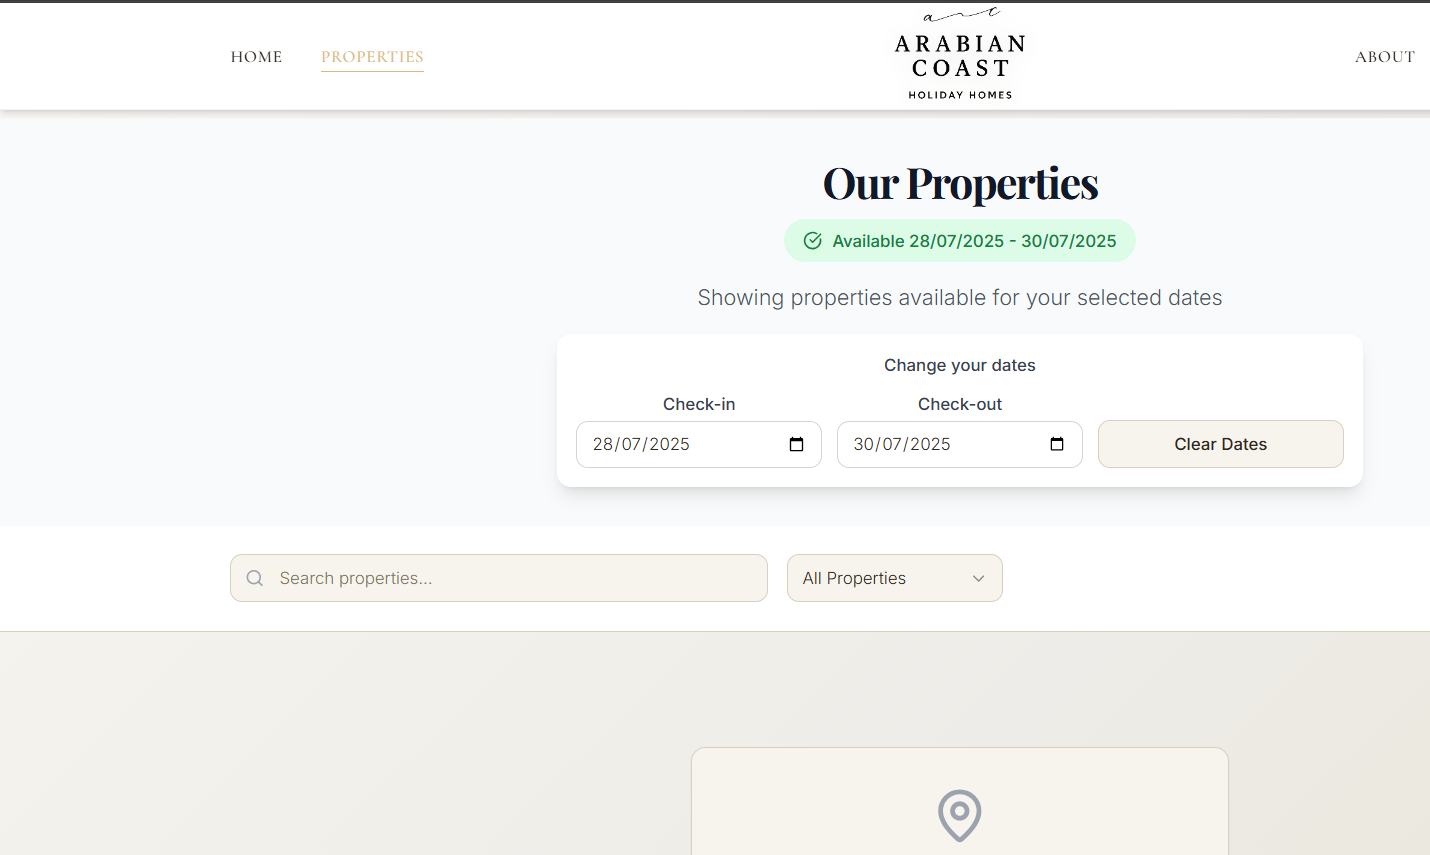 HOME
PROPERTIES
arc
ARABIAN
COAST
HOLIDAY HOMES
ABOUT
Our Properties
Available 28/07/2025 - 30/07/2025
Showing properties available for your selected dates
Change your dates
Check-in
Check-out
28/07/2025
30/07/2025
Clear Dates
Search properties...
All Properties